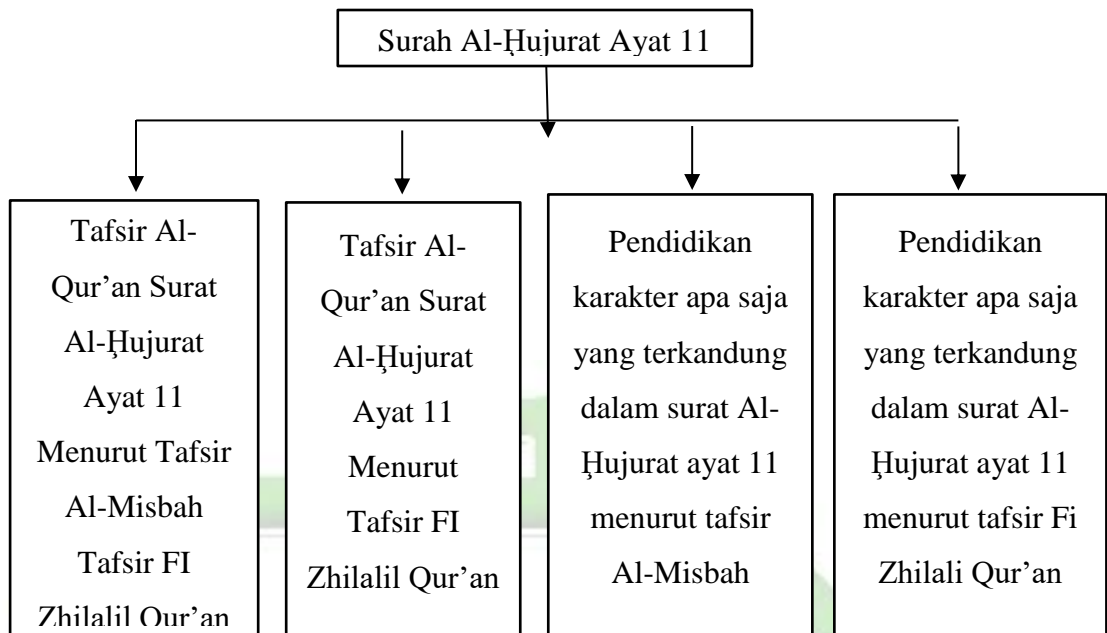 Surah Al-Ḥujurat Ayat 11
Tafsir Al-
Qur’an Surat
Al-Ḥujurat
Ayat 11
Menurut Tafsir
Al-Misbah
Tafsir FI
Zhilalil Qur’an
Tafsir Al-
Qur’an Surat
Al-Ḥujurat
Ayat 11
Menurut
Tafsir FI
Zhilalil Qur’an
Pendidikan
karakter apa saja
yang terkandung
dalam surat Al-
Ḥujurat ayat 11
menurut tafsir
Al-Misbah
Pendidikan
karakter apa saja
yang terkandung
dalam surat Al-
Ḥujurat ayat 11
menurut tafsir Fi
Zhilali Qur’an